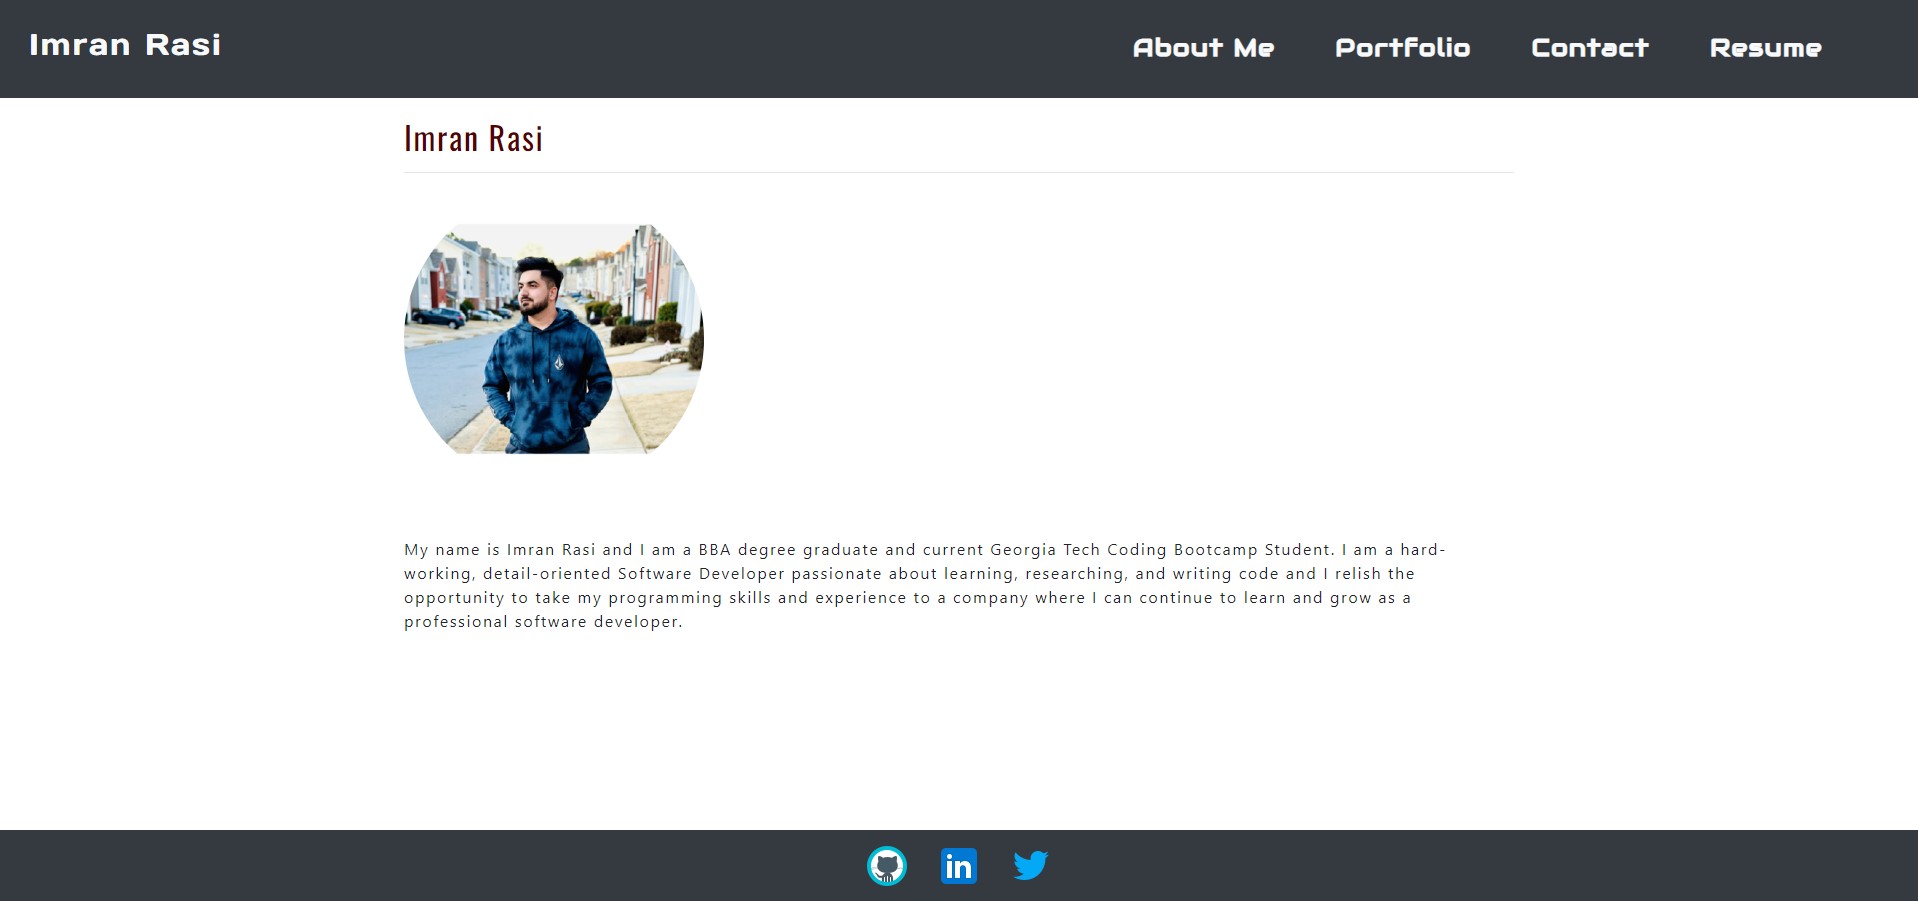 Imran Rasi
About Me Portfolio Contact Resume
Imran Rasi
My name is Imran Rasi and I am a BBA degree graduate and current Georgia Tech Coding Bootcamp Student. I am a hard-
working, detail-oriented Software Developer passionate about learning, researching, and writing code and I relish the
opportunity to take my programming skills and experience to a company where I can continue to learn and grow as a
professional software developer.
in